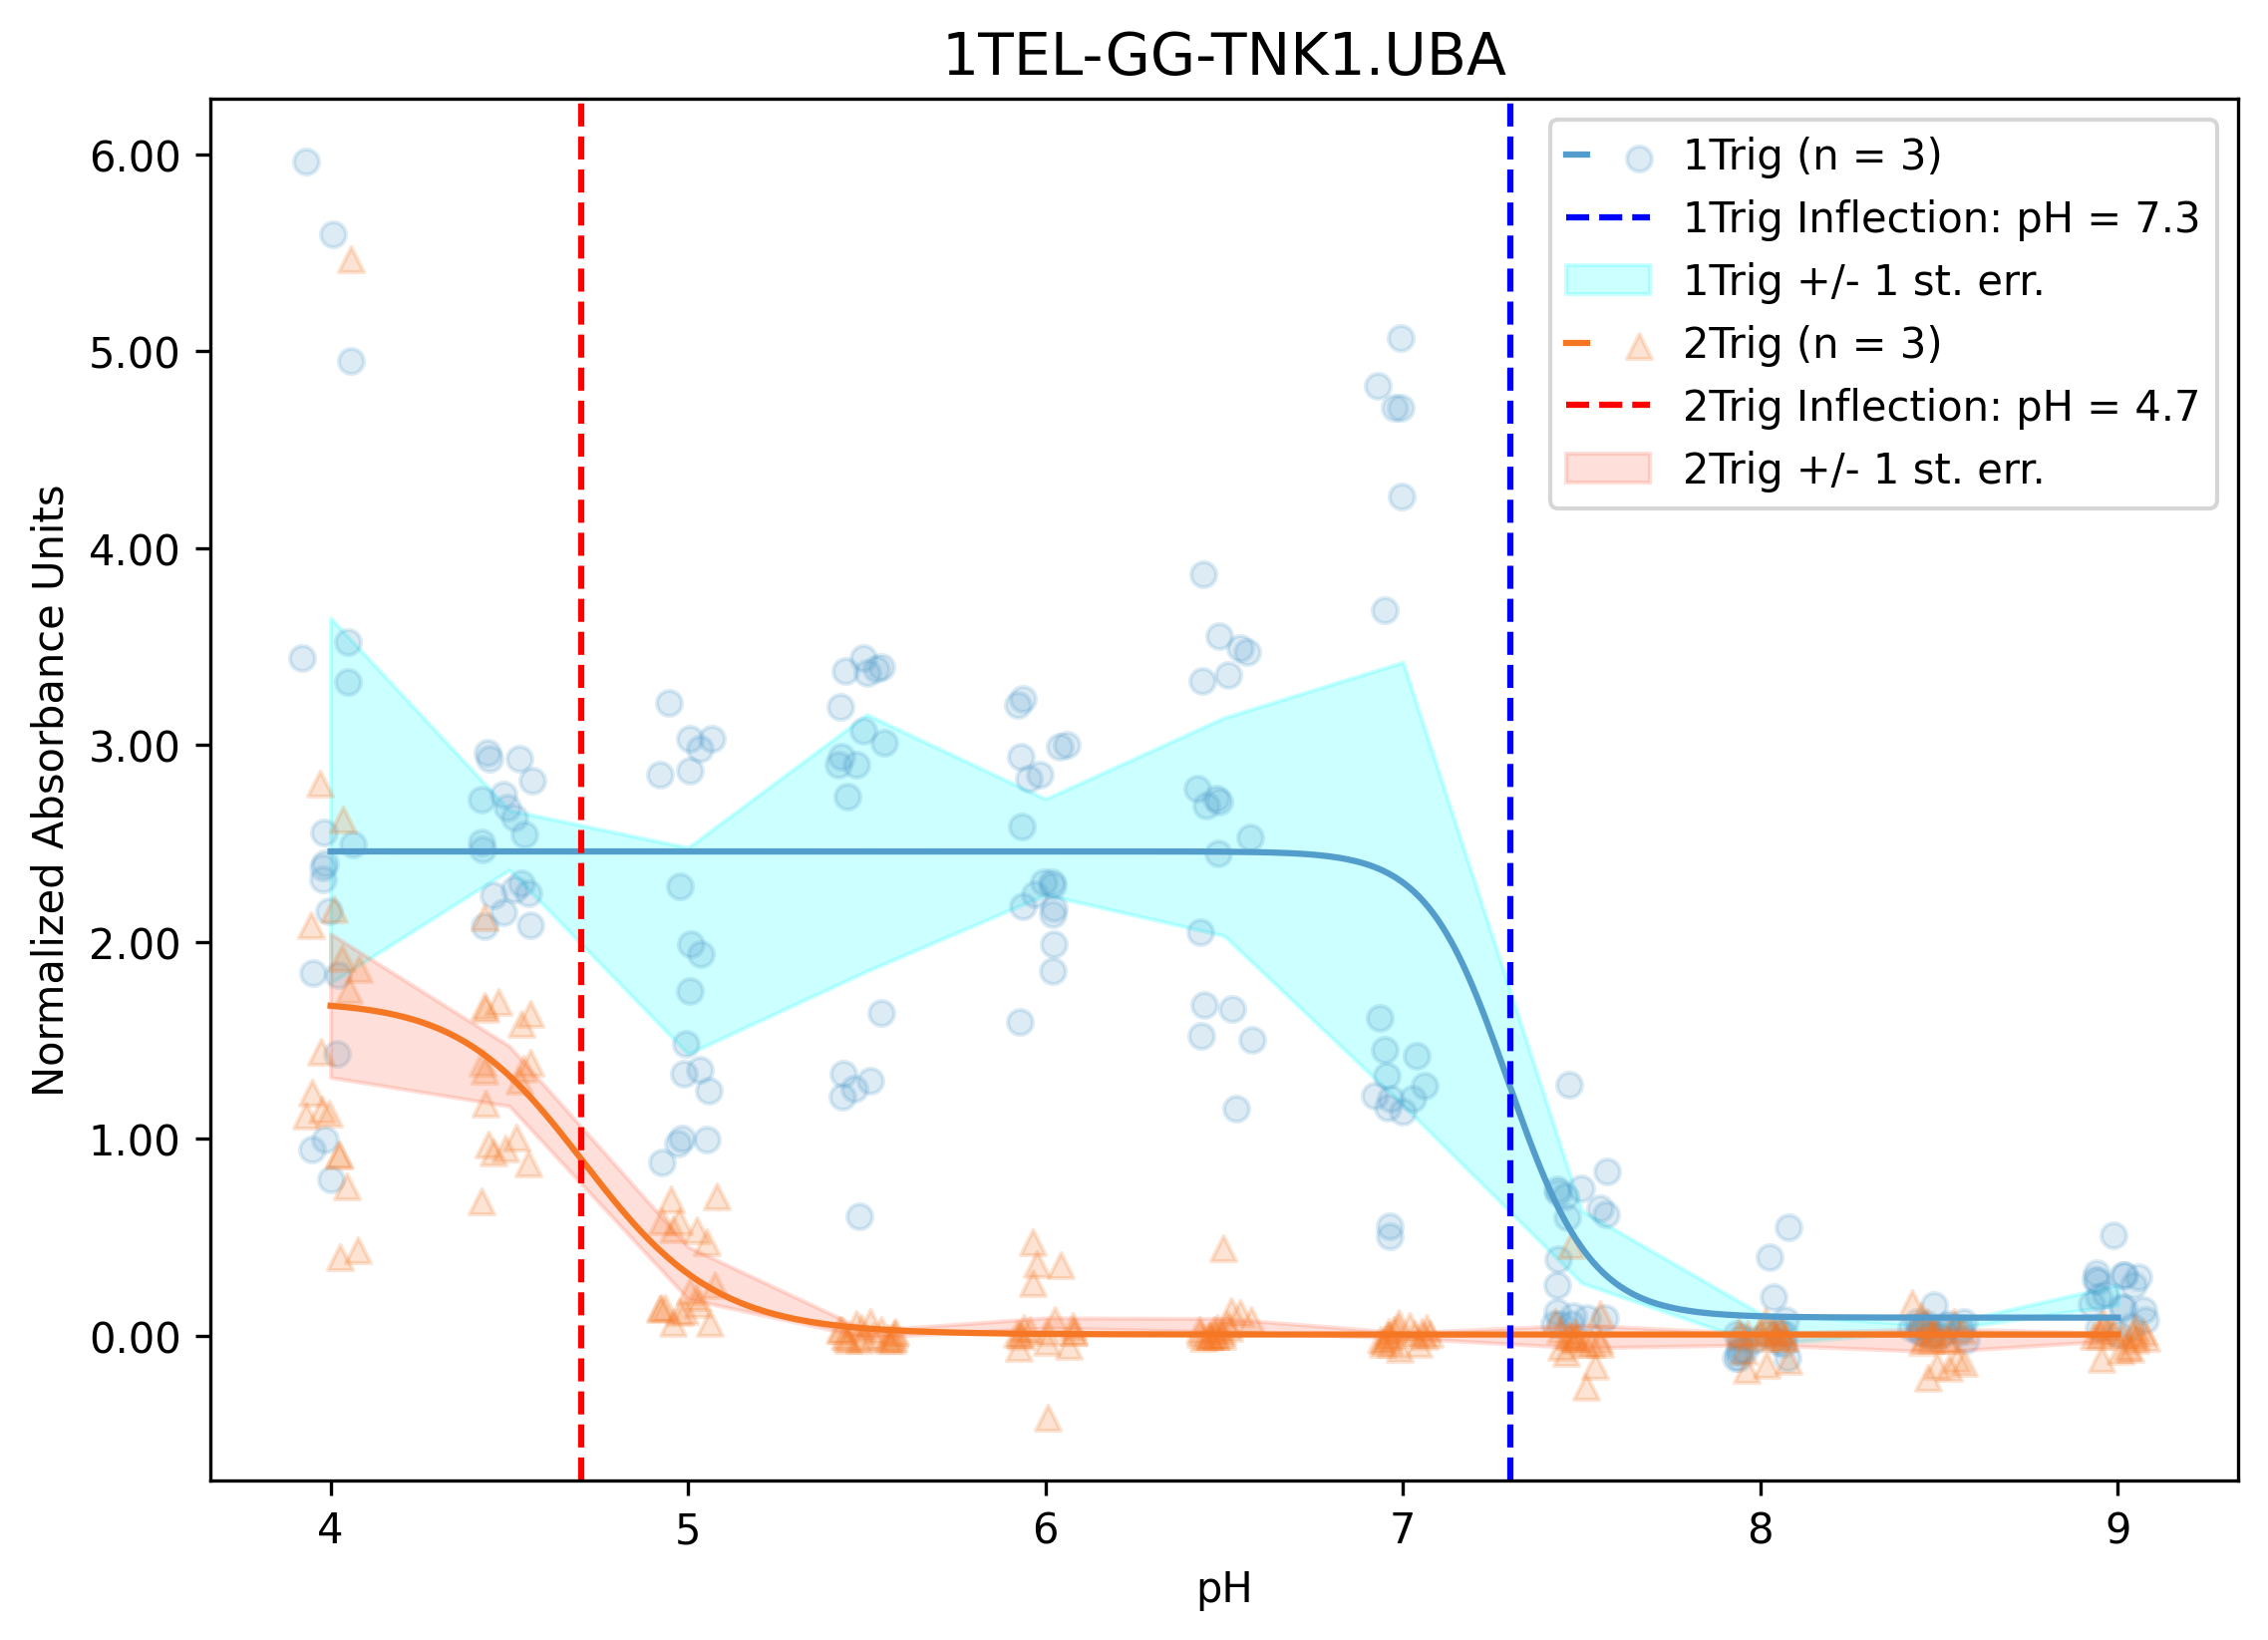 1TEL-GG-TNK1.UBA
Normalized Absorbance Units
6.00
5.00
4.00
3.00
2.00
1.00
0.00
1Trig (n = 3)
1Trig Inflection: pH = 7.3
1Trig +/- 1 st. err.
2Trig (n = 3)
2Trig Inflection: pH = 4.7
2Trig +/- 1 st. err.
4 5 6 7 8 9
pH